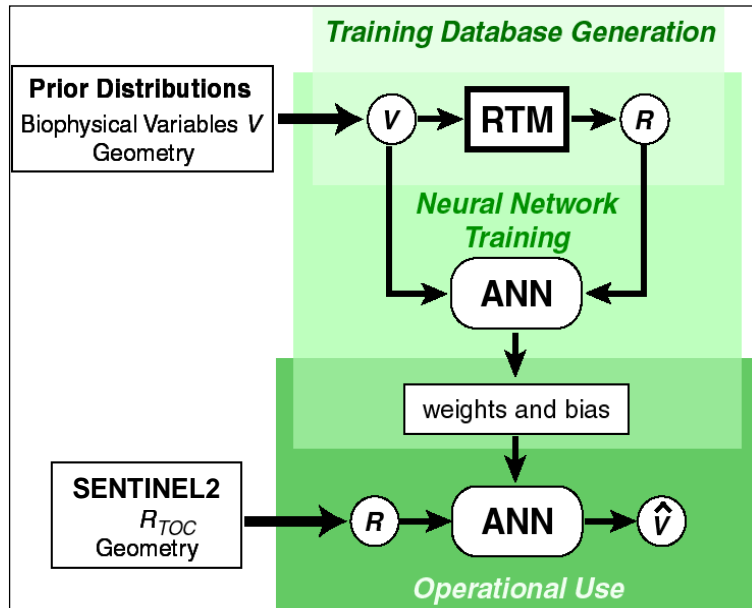 Training Database Generation
Prior Distributions
Biophysical Variables V
Geometry
V
RTM
R
Neural Network
Training
ANN
weights and bias
SENTINEL2
R_TOC
Geometry
R
ANN
V̂
Operational Use